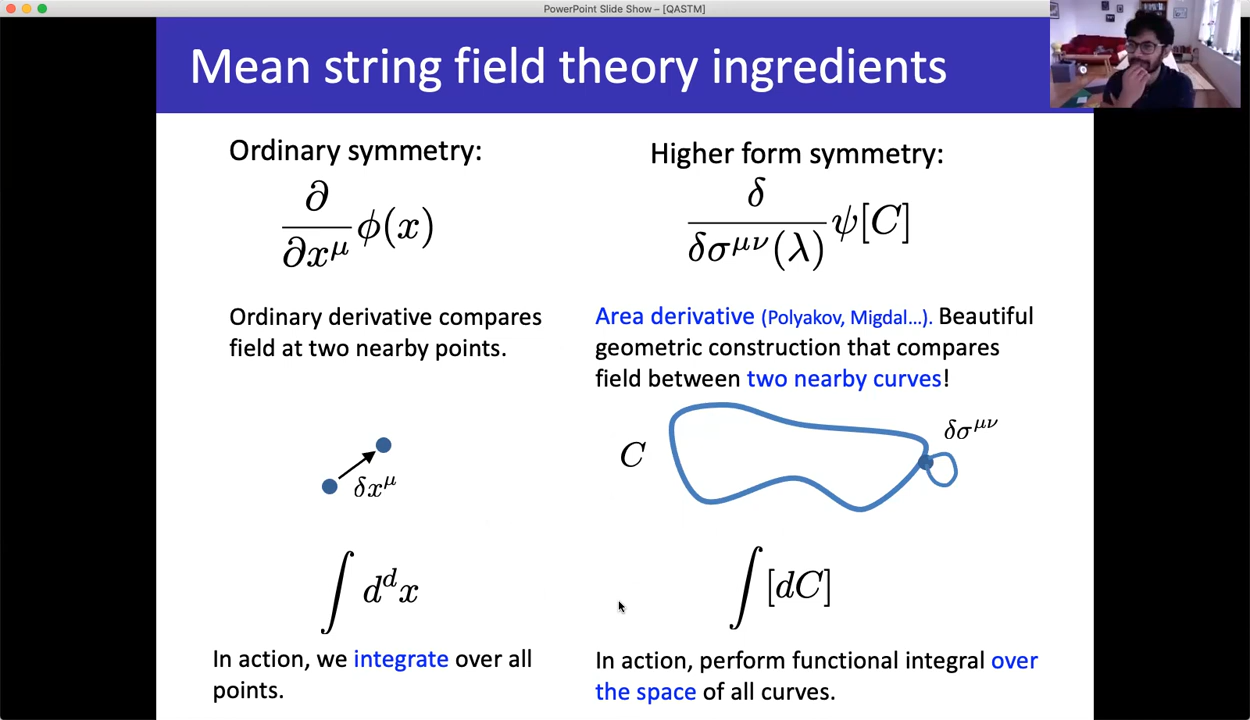 PowerPoint Slide Show – [QASTM]
Mean string field theory ingredients
Ordinary symmetry:
∂/∂x^μ ϕ(x)
Ordinary derivative compares
field at two nearby points.
δx^μ
∫ d^d x
In action, we integrate over all
points.
Higher form symmetry:
δ/δσ^{μν}(λ) ψ[C]
Area derivative (Polyakov, Migdal…). Beautiful
geometric construction that compares
field between two nearby curves!
C
δσ^{μν}
∫ [dC]
In action, perform functional integral over
the space of all curves.